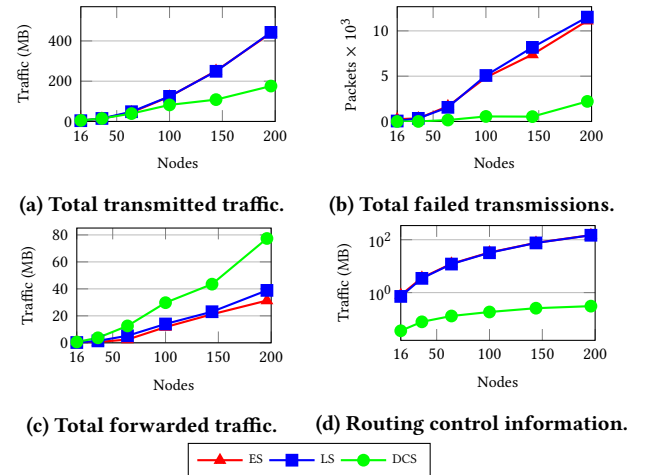 400
200
0
Traffic (MB)
16 50 100 150 200
Nodes
(a) Total transmitted traffic.
10
5
0
Packets × 10³
16 50 100 150 200
Nodes
(b) Total failed transmissions.
80
60
40
20
0
Traffic (MB)
16 50 100 150 200
Nodes
(c) Total forwarded traffic.
10²
10⁰
Traffic (MB)
16 50 100 150 200
Nodes
(d) Routing control information.
ES LS DCS